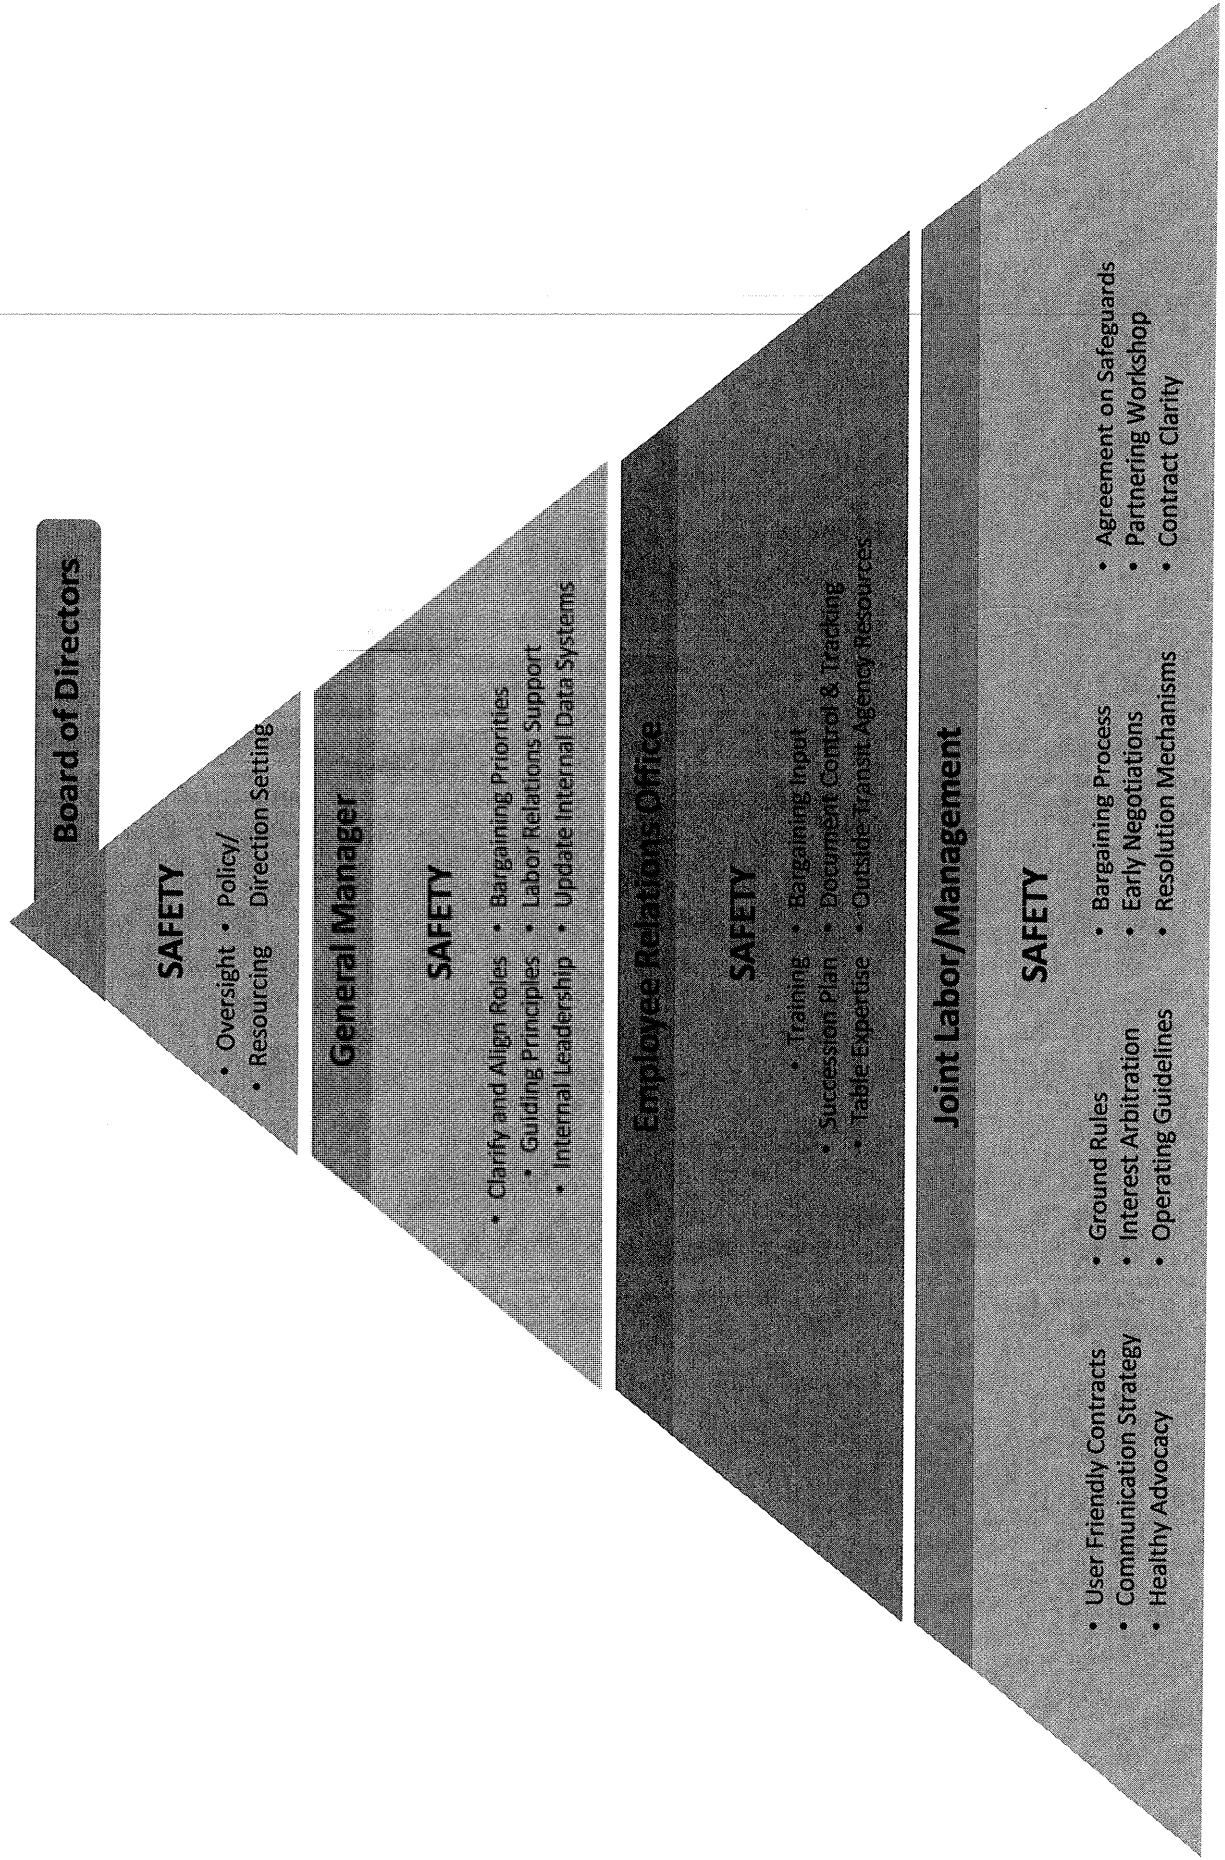 Board of Directors
SAFETY
• Oversight • Policy/
• Resourcing Direction Setting
General Manager
SAFETY
• Clarify and Align Roles • Bargaining Priorities
• Guiding Principles • Labor Relations Support
• Internal Leadership • Update Internal Data Systems
Employee Relations Office
SAFETY
• Training • Bargaining Input
• Succession Plan • Document Control & Tracking
• Table Expertise • Outside Transit Agency Resources
Joint Labor/Management
SAFETY
• User Friendly Contracts
• Communication Strategy
• Healthy Advocacy
• Ground Rules
• Interest Arbitration
• Operating Guidelines
• Bargaining Process
• Early Negotiations
• Resolution Mechanisms
• Agreement on Safeguards
• Partnering Workshop
• Contract Clarity